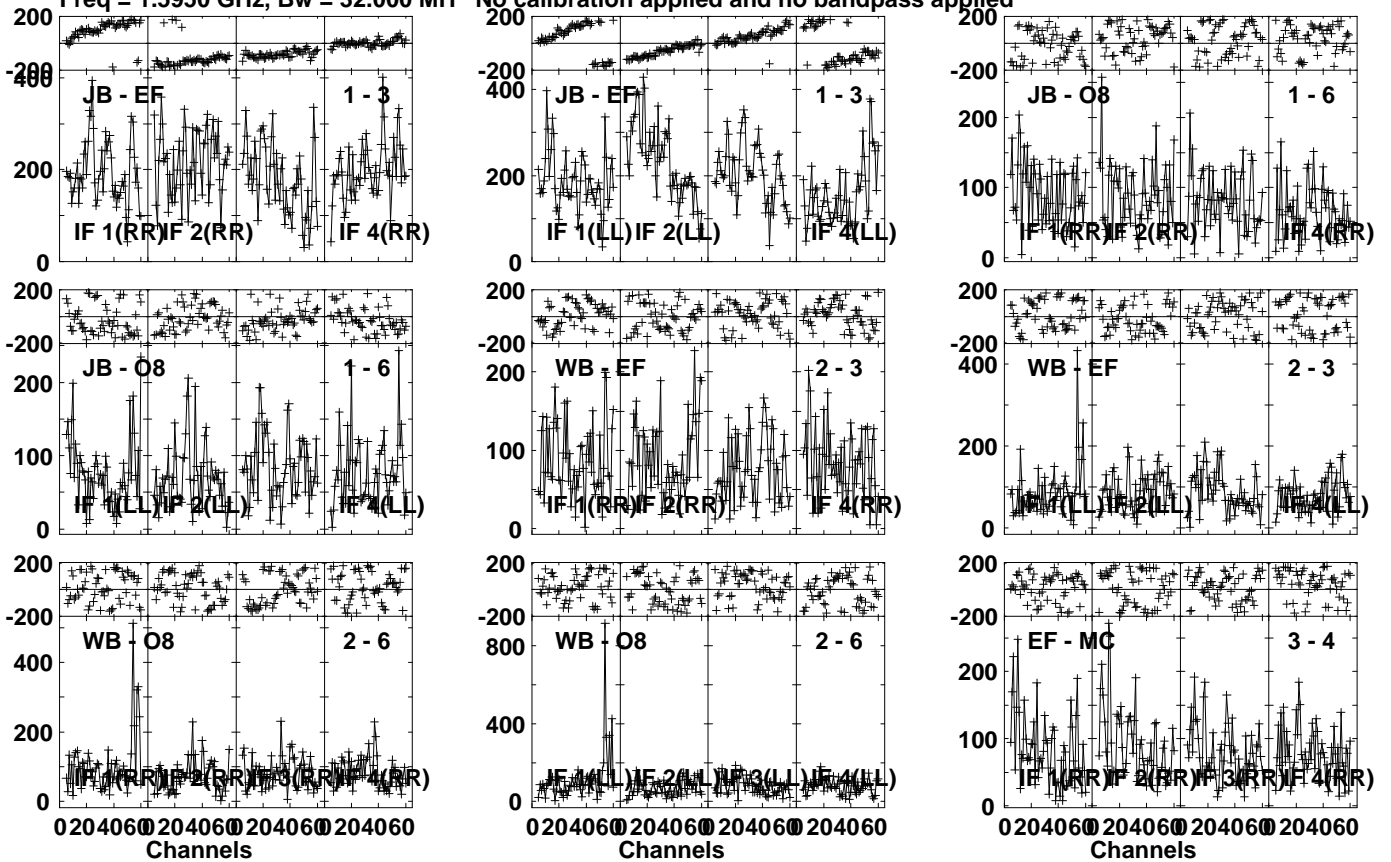 Freq = 1.5950 GHz, Bw = 32.000 MH No calibration applied and no bandpass applied
200
-200
400
200
0
JB - EF
1 - 3
IF 1(RR)
IF 2(RR)
IF 4(RR)
-200
200
400
200
0
JB - EF
1 - 3
IF 1(LL)
IF 2(LL)
IF 4(LL)
200
-200
200
100
0
JB - O8
1 - 6
IF 1(RR)
IF 2(RR)
IF 4(RR)
200
-200
200
100
0
JB - O8
1 - 6
IF 1(LL)
IF 2(LL)
IF 4(LL)
200
-200
200
100
0
WB - EF
2 - 3
IF 1(RR)
IF 2(RR)
IF 4(RR)
200
-200
400
200
0
WB - EF
2 - 3
IF 1(LL)
IF 2(LL)
IF 4(LL)
200
-200
400
200
0
WB - O8
2 - 6
IF 1(RR)
IF 2(RR)
IF 3(RR)
IF 4(RR)
0 20 40 60 0 20 40 60 0 20 40 60 0 20 40 60
Channels
200
-200
800
400
0
WB - O8
2 - 6
IF 1(LL)
IF 2(LL)
IF 3(LL)
IF 4(LL)
0 20 40 60 0 20 40 60 0 20 40 60 0 20 40 60
Channels
200
-200
200
100
0
EF - MC
3 - 4
IF 1(RR)
IF 2(RR)
IF 3(RR)
IF 4(RR)
0 20 40 60 0 20 40 60 0 20 40 60 0 20 40 60
Channels